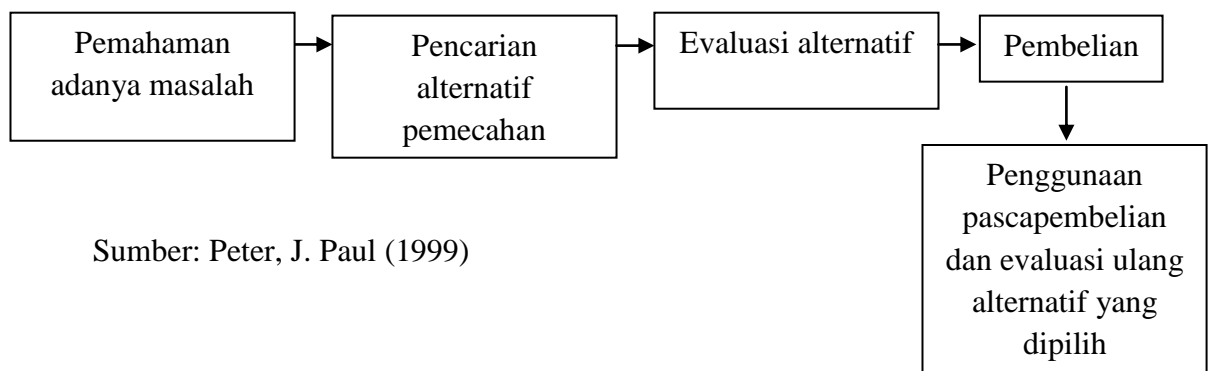 Pemahaman
adanya masalah
Pencarian
alternatif
pemecahan
Evaluasi alternatif
Pembelian
Penggunaan
pascapembelian
dan evaluasi ulang
alternatif yang
dipilih
Sumber: Peter, J. Paul (1999)